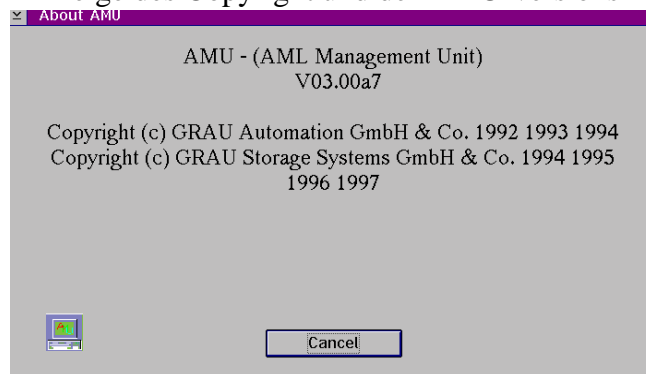 About AMU
AMU - (AML Management Unit)
V03.00a7
Copyright (c) GRAU Automation GmbH & Co. 1992 1993 1994
Copyright (c) GRAU Storage Systems GmbH & Co. 1994 1995
1996 1997
Cancel